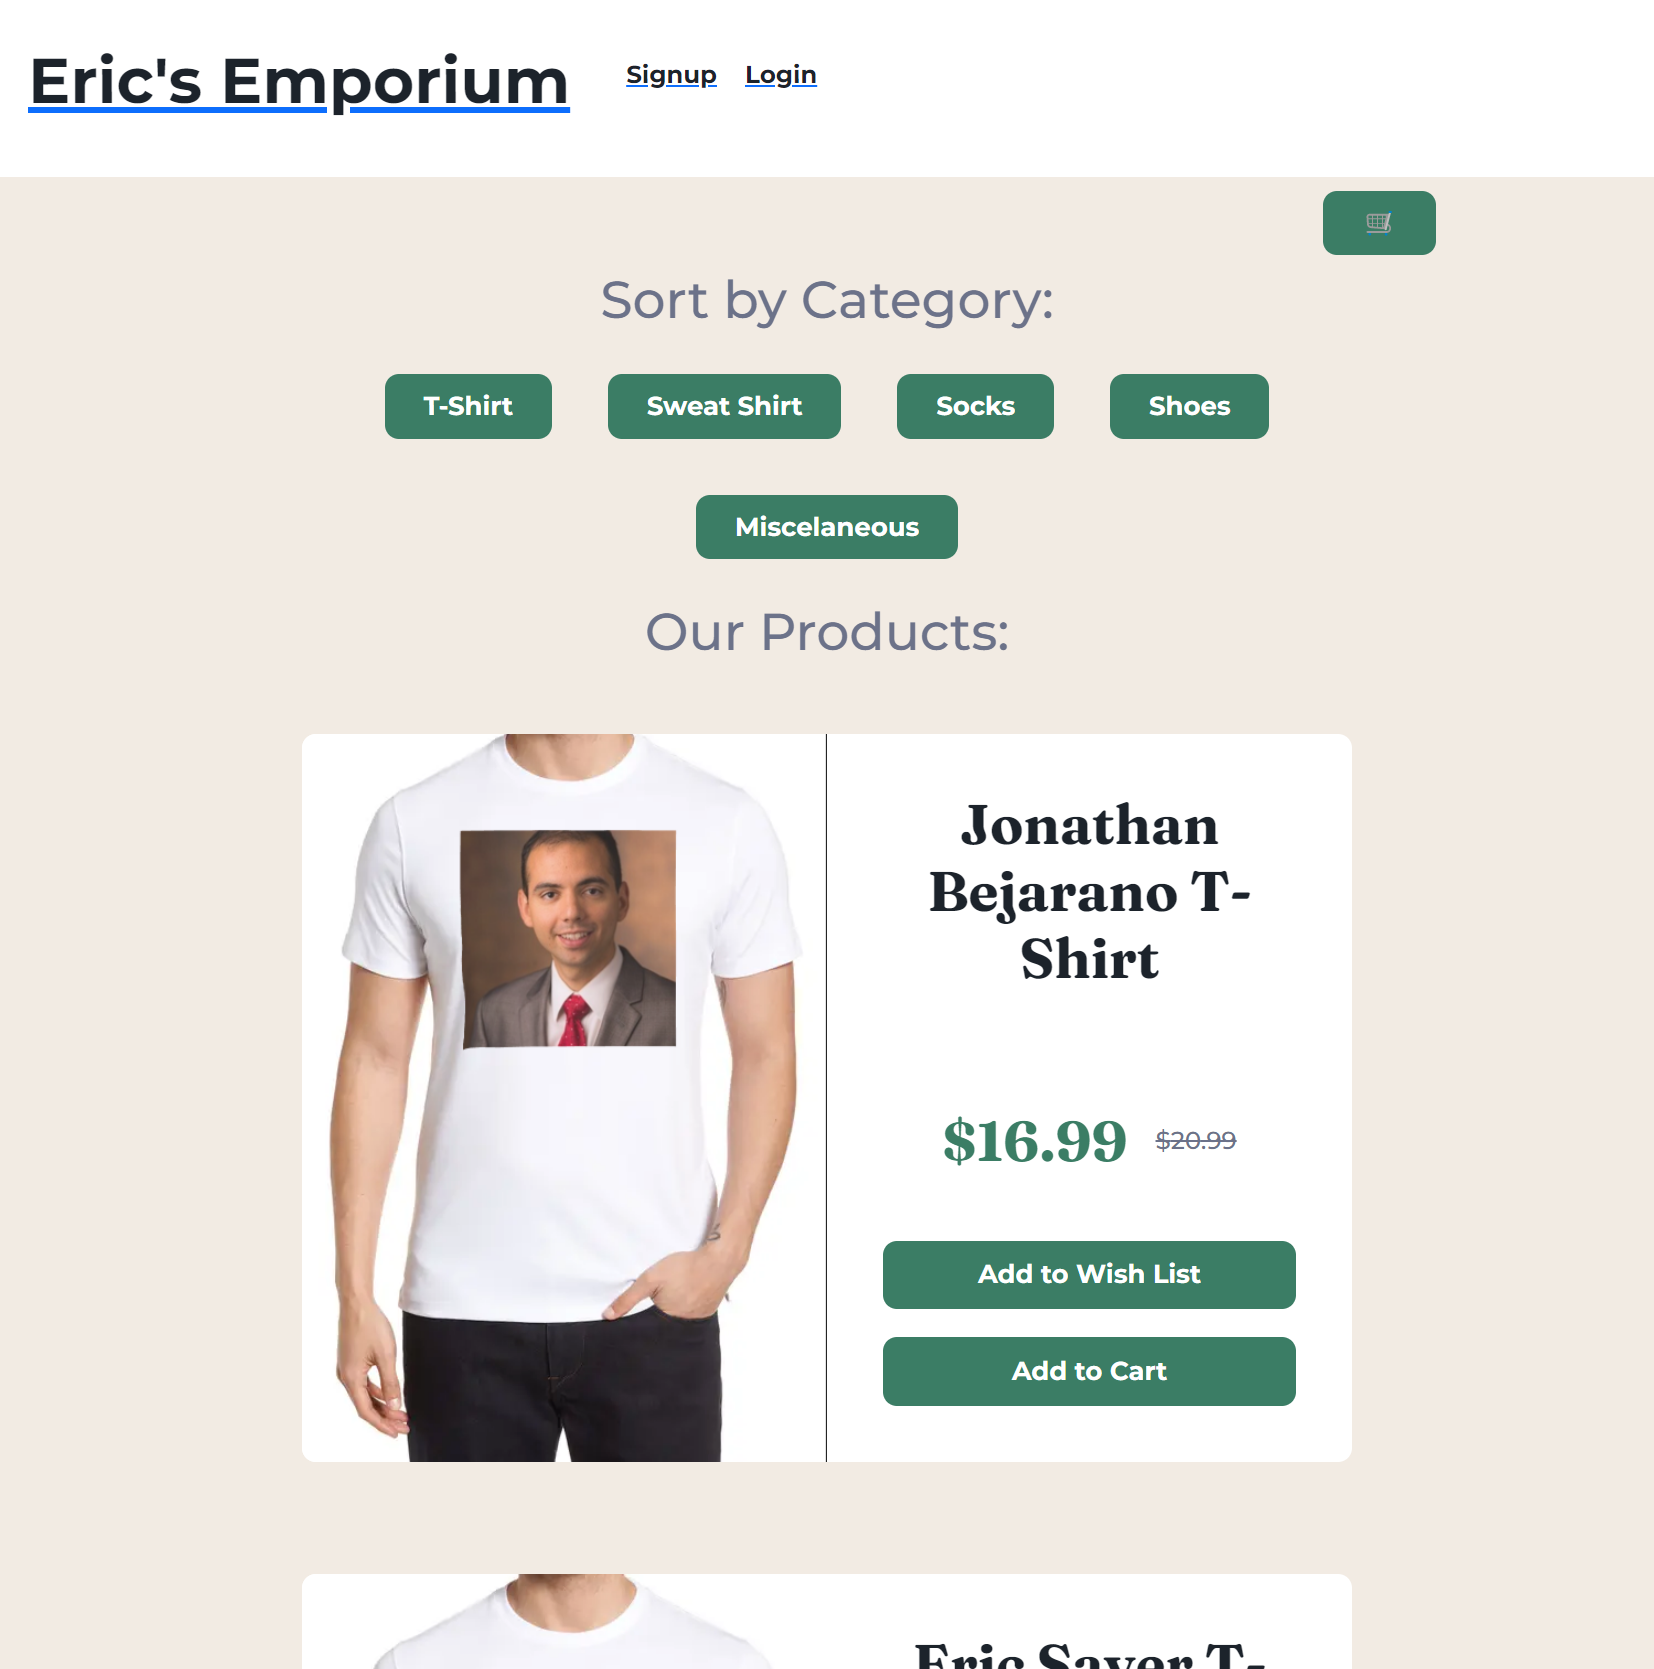 Eric's Emporium
Signup Login
Sort by Category:
T-Shirt Sweat Shirt Socks Shoes
Miscelaneous
Our Products:
Jonathan
Bejarano T-
Shirt
$16.99 $20.99
Add to Wish List
Add to Cart
Eric Sayer T-